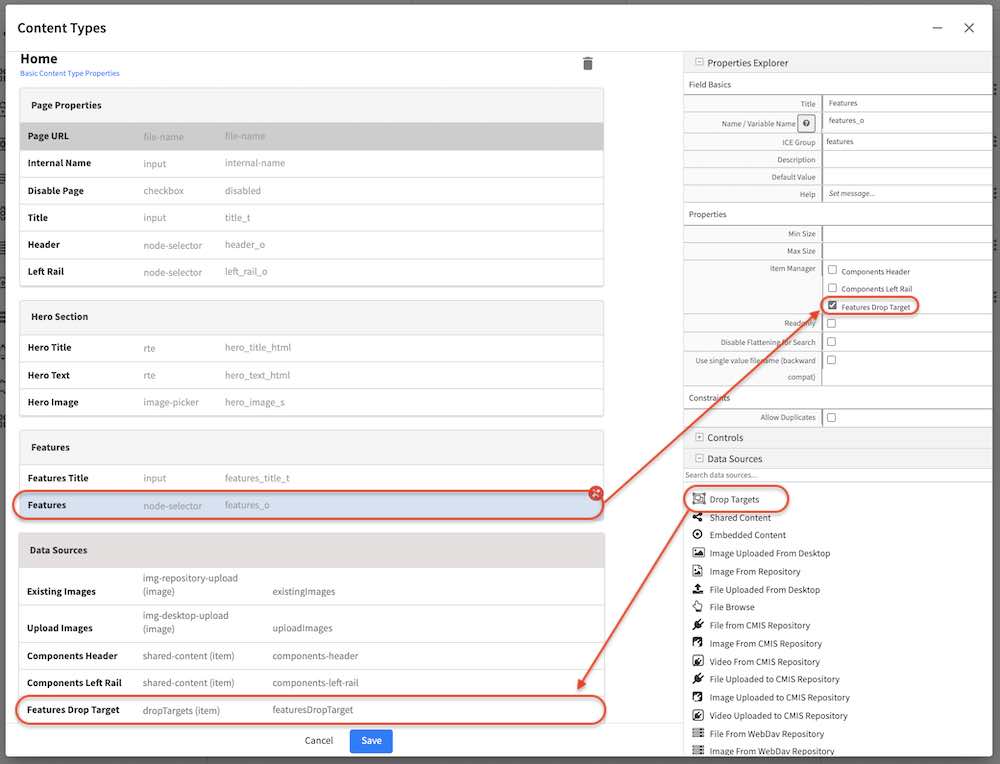 Content Types
Home
Basic Content Type Properties
Page Properties
Page URL file-name file-name
Internal Name input internal-name
Disable Page checkbox disabled
Title input title_t
Header node-selector header_o
Left Rail node-selector left_rail_o
Hero Section
Hero Title rte hero_title_html
Hero Text rte hero_text_html
Hero Image image-picker hero_image_s
Features
Features Title input features_title_t
Features node-selector features_o
Data Sources
img-repository-upload
Existing Images (image) existingImages
img-desktop-upload
Upload Images (image) uploadImages
Components Header shared-content (item) components-header
Components Left Rail shared-content (item) components-left-rail
Features Drop Target dropTargets (item) featuresDropTarget
Cancel Save
Properties Explorer
Field Basics
Title Features
Name / Variable Name ? features_o
ICE Group features
Description
Default Value
Help Set message...
Properties
Min Size
Max Size
Item Manager Components Header
Components Left Rail
Features Drop Target
Readonly
Disable Flattening for Search
Use single value filename (backward
compat)
Constraints
Allow Duplicates
Controls
Data Sources
Search data sources...
Drop Targets
Shared Content
Embedded Content
Image Uploaded From Desktop
Image From Repository
File Uploaded From Desktop
File Browse
File from CMIS Repository
Image From CMIS Repository
Video From CMIS Repository
File Uploaded to CMIS Repository
Image Uploaded to CMIS Repository
Video Uploaded to CMIS Repository
File From WebDav Repository
Image From WebDav Repository